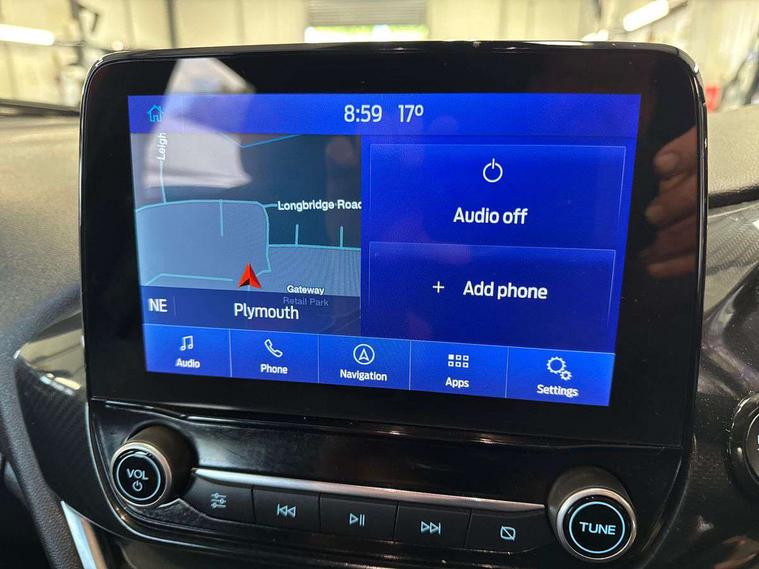 8:59 17º
Leigh
Longbridge Road
Gateway
Retail Park
NE
Plymouth
Audio off
+ Add phone
Audio
Phone
Navigation
Apps
Settings
VOL
TUNE